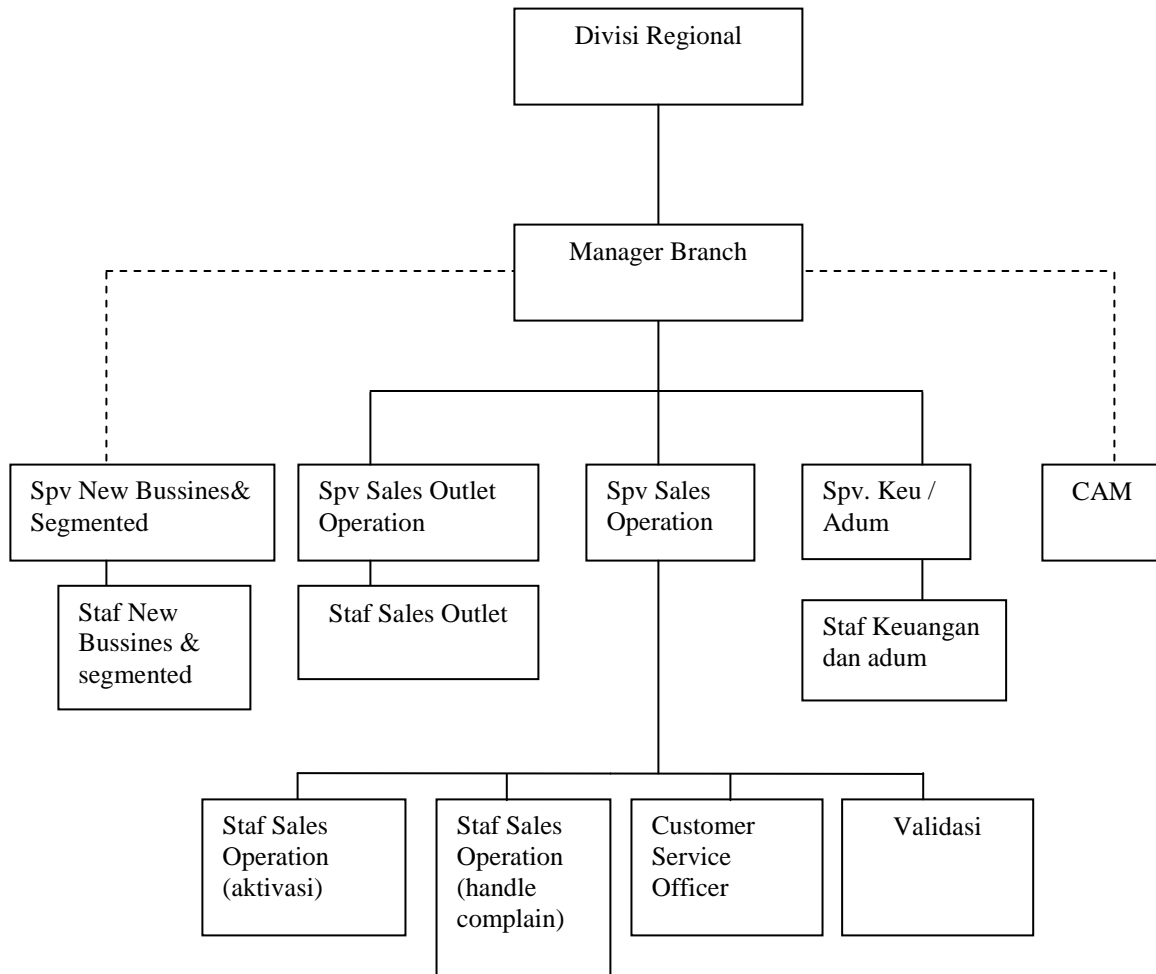 Divisi Regional
Manager Branch
Spv New Bussines&
Segmented
Spv Sales Outlet
Operation
Spv Sales
Operation
Spv. Keu /
Adum
CAM
Staf New
Bussines &
segmented
Staf Sales Outlet
Staf Keuangan
dan adum
Staf Sales
Operation
(aktivasi)
Staf Sales
Operation
(handle
complain)
Customer
Service
Officer
Validasi